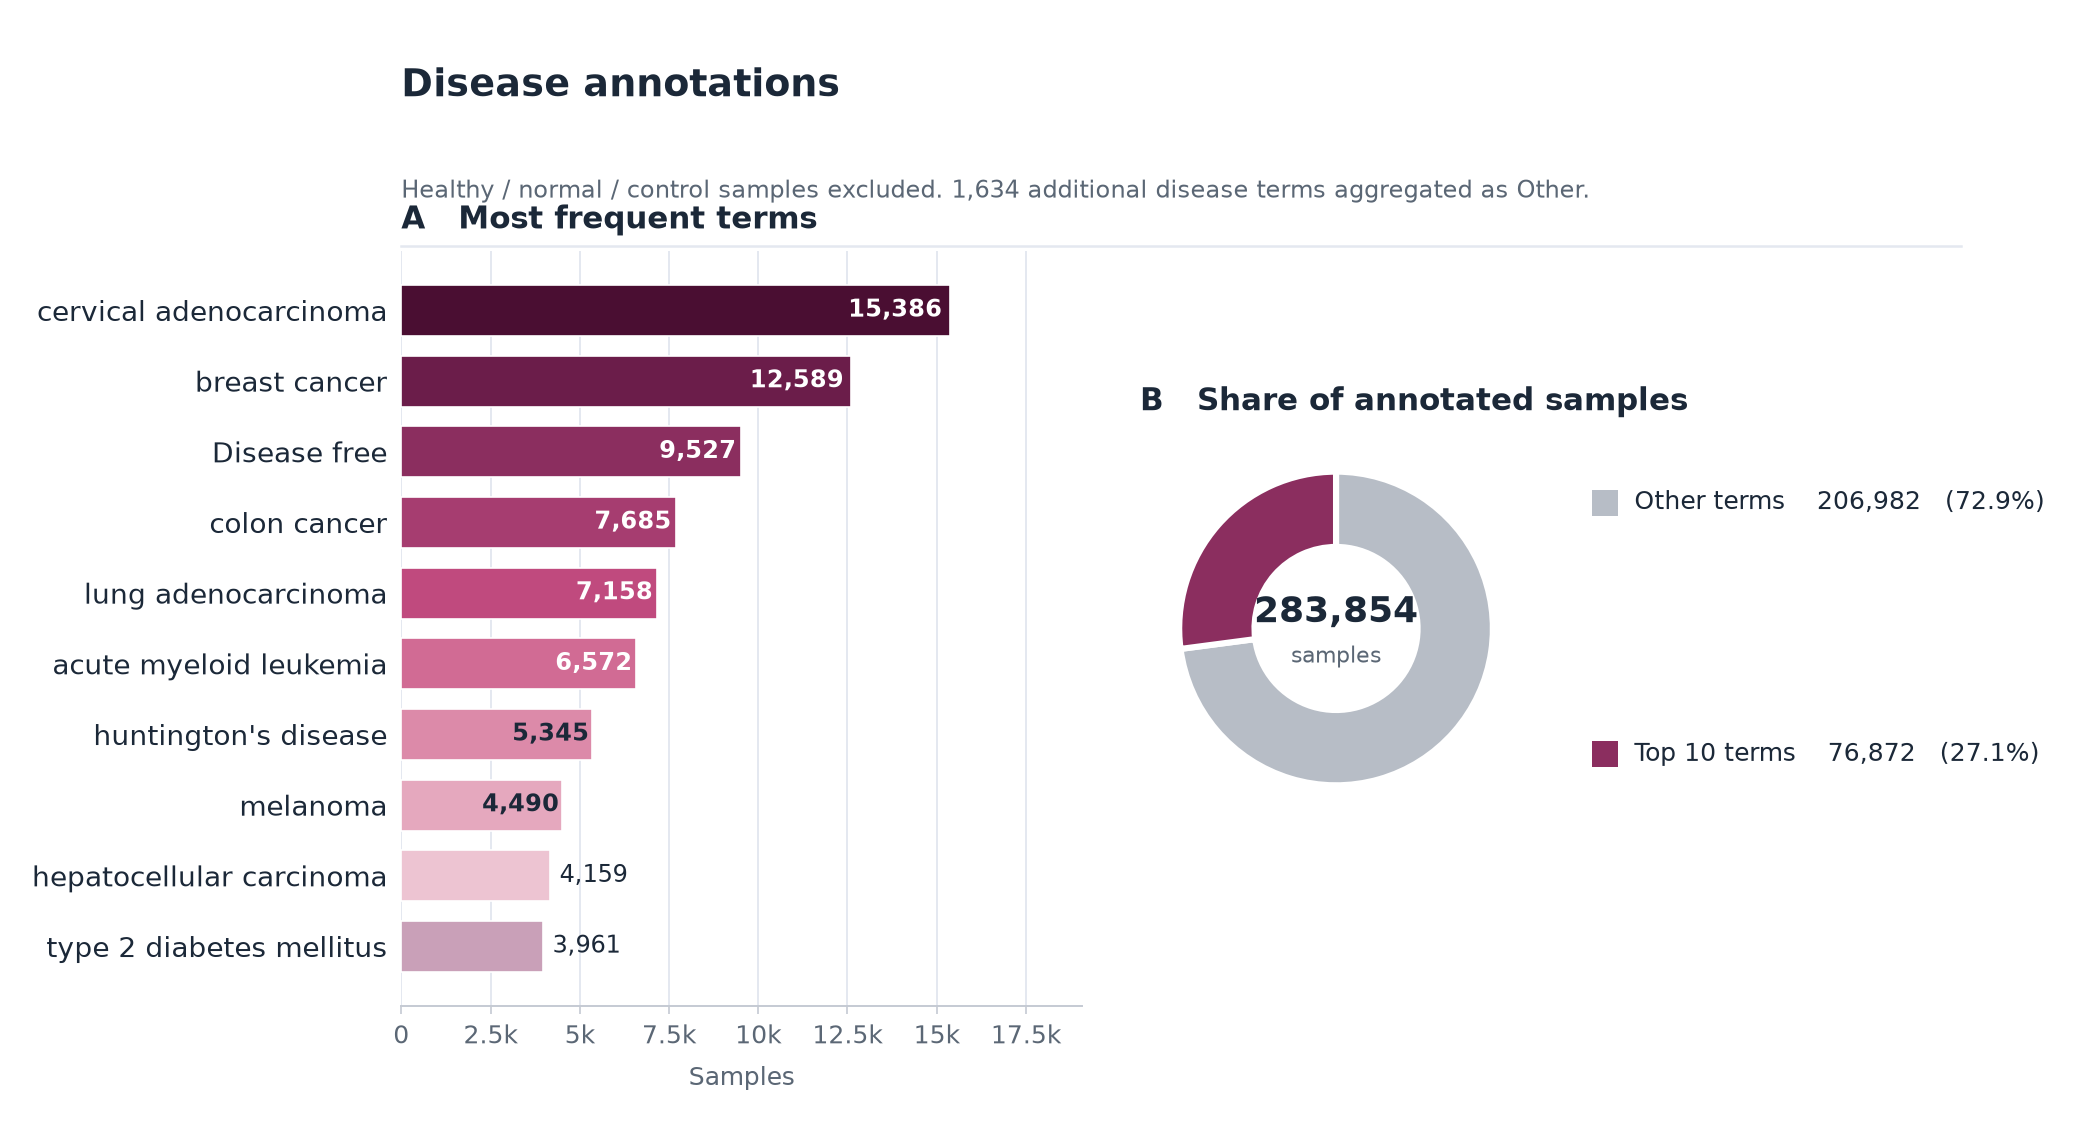 Disease annotations
Healthy / normal / control samples excluded. 1,634 additional disease terms aggregated as Other.
A Most frequent terms
cervical adenocarcinoma 15,386
breast cancer 12,589
Disease free 9,527
colon cancer 7,685
lung adenocarcinoma 7,158
acute myeloid leukemia 6,572
huntington's disease 5,345
melanoma 4,490
hepatocellular carcinoma 4,159
type 2 diabetes mellitus 3,961
0 2.5k 5k 7.5k 10k 12.5k 15k 17.5k
Samples
B Share of annotated samples
283,854
samples
Other terms 206,982 (72.9%)
Top 10 terms 76,872 (27.1%)